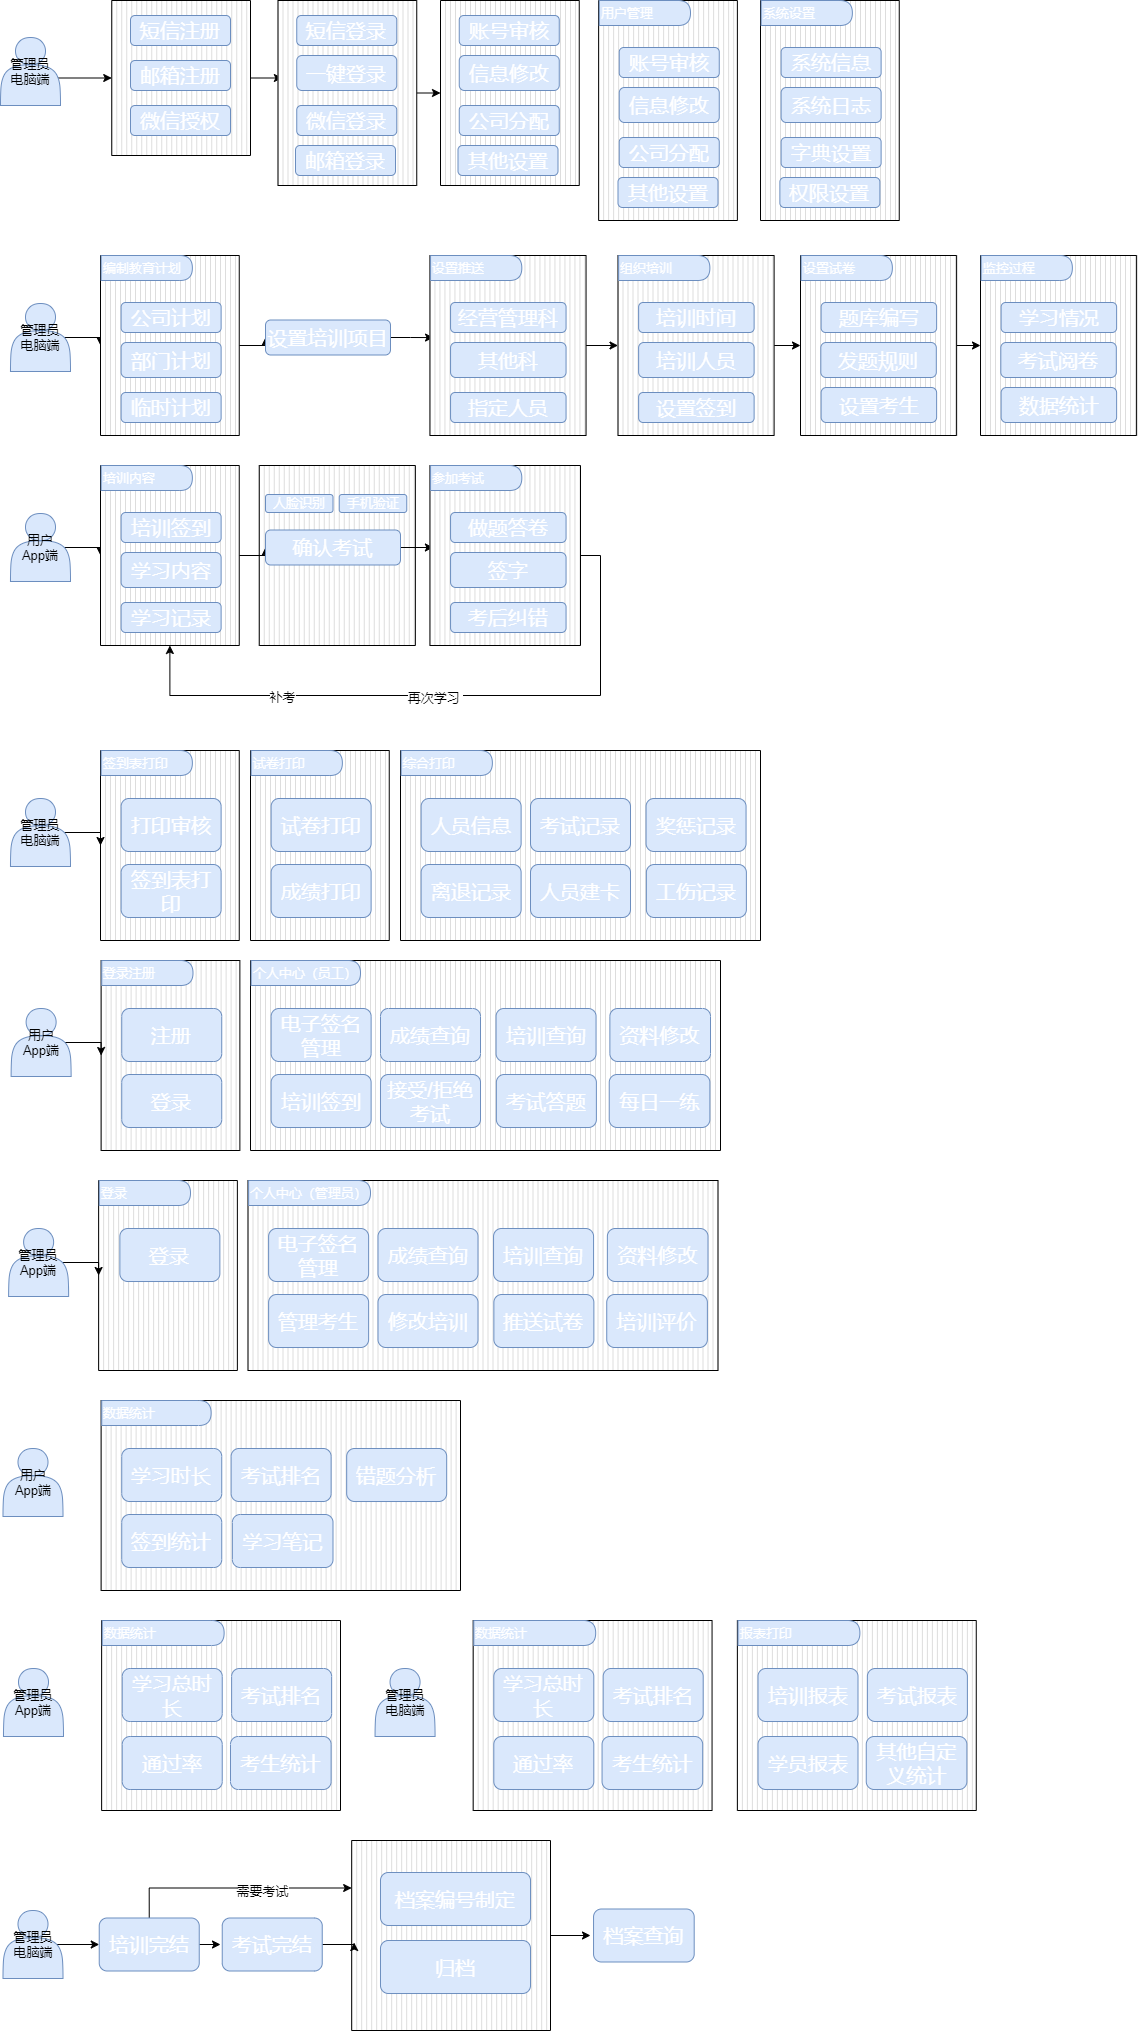 管理员
电脑端
短信注册
邮箱注册
微信授权
短信登录
一键登录
微信登录
邮箱登录
账号审核
信息修改
公司分配
其他设置
用户管理
账号审核
信息修改
公司分配
其他设置
系统设置
系统信息
系统日志
字典设置
权限设置
管理员
电脑端
编制教育计划
公司计划
部门计划
临时计划
设置培训项目
设置推送
经营管理科
其他科
指定人员
组织培训
培训时间
培训人员
设置签到
设置试卷
题库编写
发题规则
设置考生
监控过程
学习情况
考试阅卷
数据统计
用户
App端
培训内容
培训签到
学习内容
学习记录
人脸识别
手机验证
确认考试
参加考试
做题答卷
签字
考后纠错
补考
再次学习
管理员
电脑端
签到表打印
打印审核
签到表打
印
试卷打印
试卷打印
成绩打印
综合打印
人员信息
考试记录
奖惩记录
离退记录
人员建卡
工伤记录
用户
App端
登录注册
注册
登录
个人中心（员工）
电子签名
管理
成绩查询
培训查询
资料修改
培训签到
接受/拒绝
考试
考试答题
每日一练
管理员
App端
登录
登录
个人中心（管理员）
电子签名
管理
成绩查询
培训查询
资料修改
管理考生
修改培训
推送试卷
培训评价
用户
App端
数据统计
学习时长
考试排名
错题分析
签到统计
学习笔记
管理员
App端
数据统计
学习总时
长
考试排名
通过率
考生统计
管理员
电脑端
数据统计
学习总时
长
考试排名
通过率
考生统计
报表打印
培训报表
考试报表
学员报表
其他自定
义统计
管理员
电脑端
培训完结
需要考试
考试完结
档案编号制定
归档
档案查询